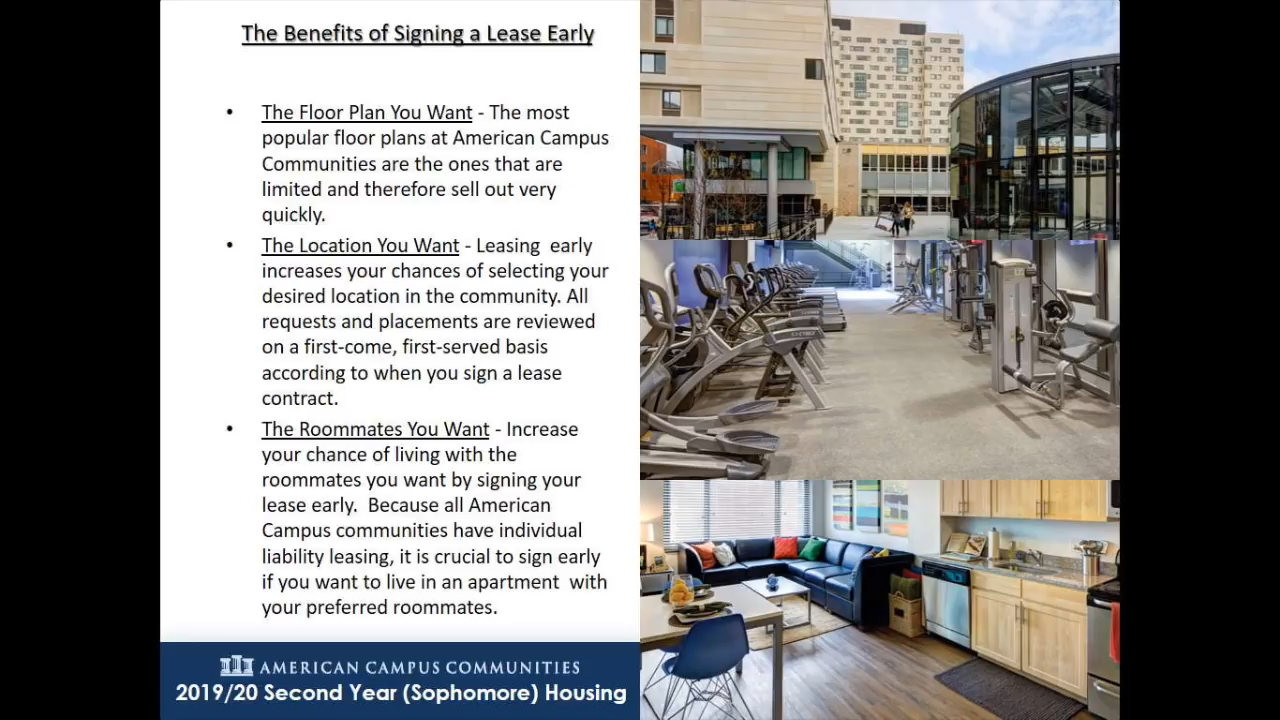 The Benefits of Signing a Lease Early
• The Floor Plan You Want - The most
popular floor plans at American Campus
Communities are the ones that are
limited and therefore sell out very
quickly.
• The Location You Want - Leasing  early
increases your chances of selecting your
desired location in the community. All
requests and placements are reviewed
on a first-come, first-served basis
according to when you sign a lease
contract.
• The Roommates You Want - Increase
your chance of living with the
roommates you want by signing your
lease early.  Because all American
Campus communities have individual
liability leasing, it is crucial to sign early
if you want to live in an apartment  with
your preferred roommates.
AMERICAN CAMPUS COMMUNITIES
2019/20 Second Year (Sophomore) Housing